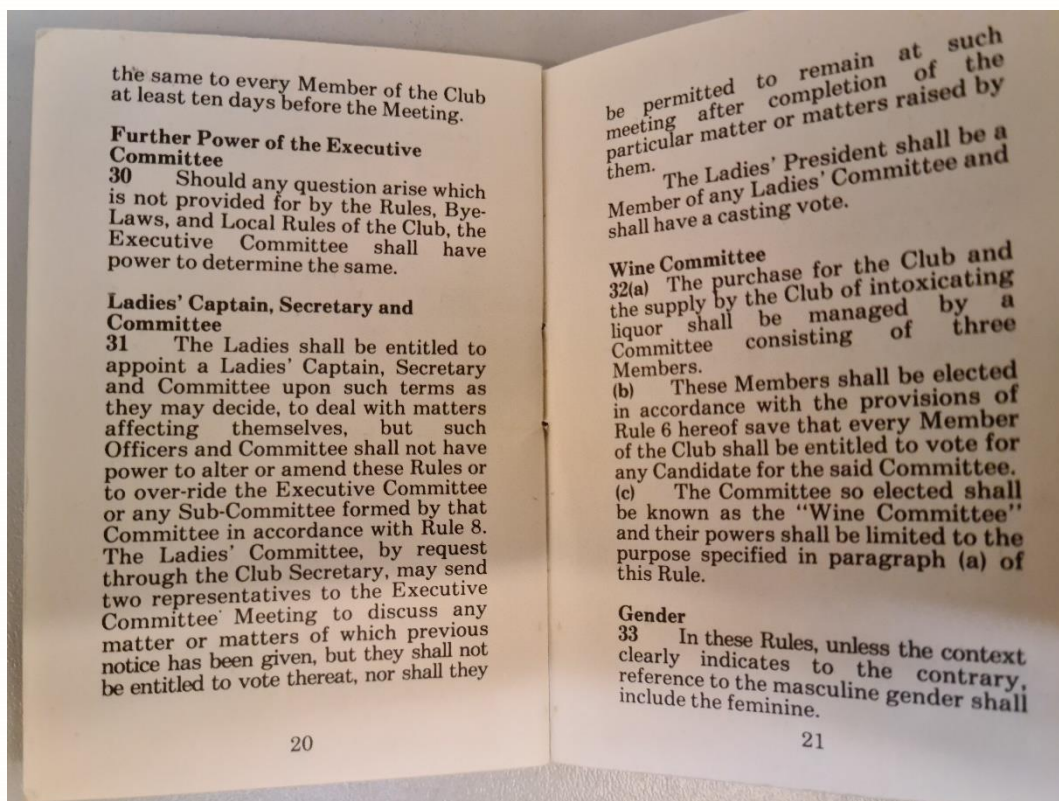 the same to every Member of the Club
at least ten days before the Meeting.
Further Power of the Executive
Committee
30 Should any question arise which
is not provided for by the Rules, Bye-
Laws, and Local Rules of the Club, the
Executive Committee shall have
power to determine the same.
Ladies' Captain, Secretary and
Committee
31 The Ladies shall be entitled to
appoint a Ladies' Captain, Secretary
and Committee upon such terms as
they may decide, to deal with matters
affecting themselves, but such
Officers and Committee shall not have
power to alter or amend these Rules or
to over-ride the Executive Committee
or any Sub-Committee formed by that
Committee in accordance with Rule 8.
The Ladies' Committee, by request
through the Club Secretary, may send
two representatives to the Executive
Committee Meeting to discuss any
matter or matters of which previous
notice has been given, but they shall not
be entitled to vote thereat, nor shall they
20
be permitted to remain at such
meeting after completion of the
particular matter or matters raised by
them.
The Ladies' President shall be a
Member of any Ladies' Committee and
shall have a casting vote.
Wine Committee
32(a) The purchase for the Club and
the supply by the Club of intoxicating
liquor shall be managed by a
Committee consisting of three
Members.
(b) These Members shall be elected
in accordance with the provisions of
Rule 6 hereof save that every Member
of the Club shall be entitled to vote for
any Candidate for the said Committee.
(c) The Committee so elected shall
be known as the "Wine Committee"
and their powers shall be limited to the
purpose specified in paragraph (a) of
this Rule.
Gender
33 In these Rules, unless the context
clearly indicates to the contrary,
reference to the masculine gender shall
include the feminine.
21